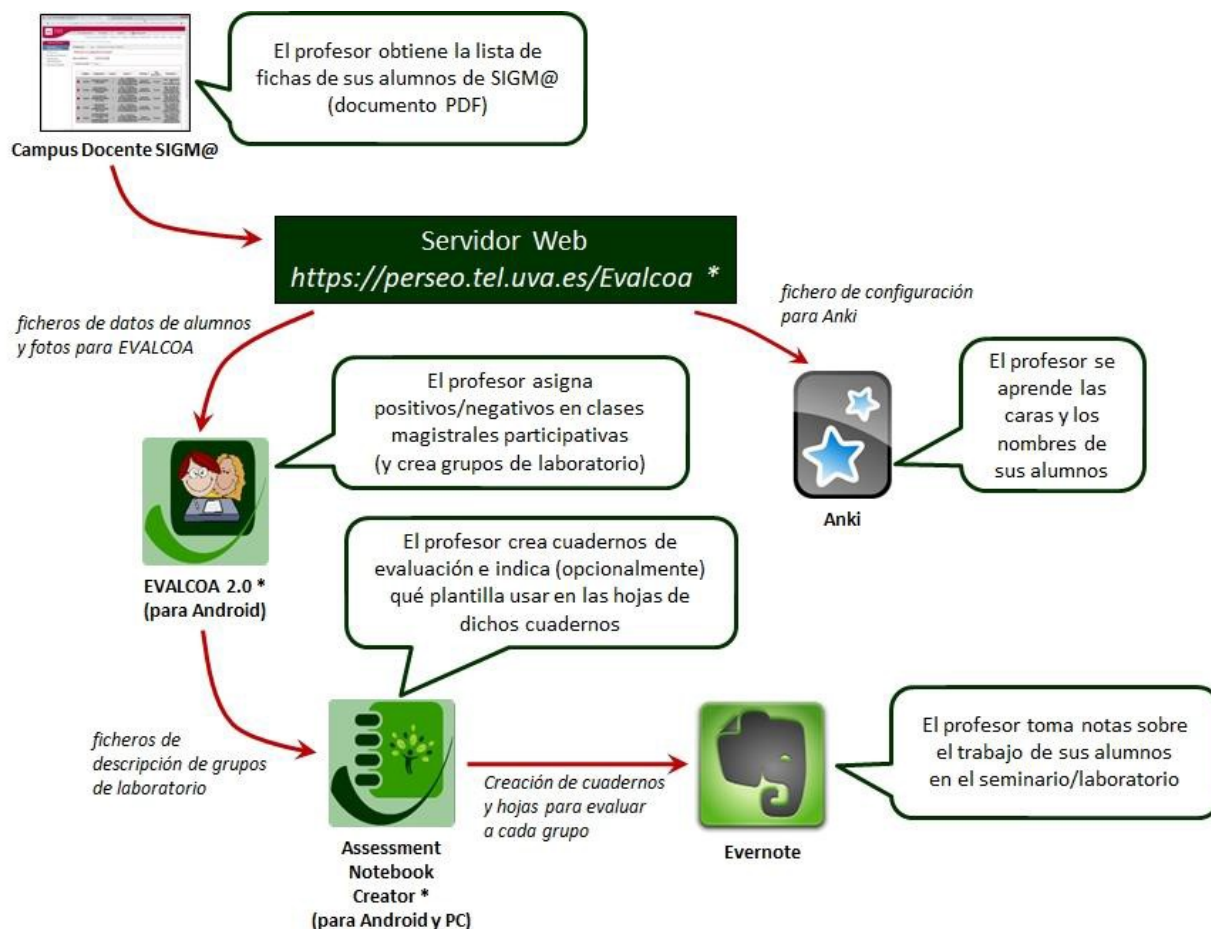 El profesor obtiene la lista de
fichas de sus alumnos de SIGM@
(documento PDF)
Campus Docente SIGM@
Servidor Web
https://perseo.tel.uva.es/Evalcoa *
ficheros de datos de alumnos
y fotos para EVALCOA
fichero de configuración
para Anki
El profesor asigna
positivos/negativos en clases
magistrales participativas
(y crea grupos de laboratorio)
El profesor se
aprende las
caras y los
nombres de
sus alumnos
Anki
EVALCOA 2.0 *
(para Android)
El profesor crea cuadernos de
evaluación e indica (opcionalmente)
qué plantilla usar en las hojas de
dichos cuadernos
ficheros de
descripción de grupos
de laboratorio
Assessment
Notebook
Creator *
(para Android y PC)
Creación de cuadernos
y hojas para evaluar
a cada grupo
Evernote
El profesor toma notas sobre
el trabajo de sus alumnos
en el seminario/laboratorio